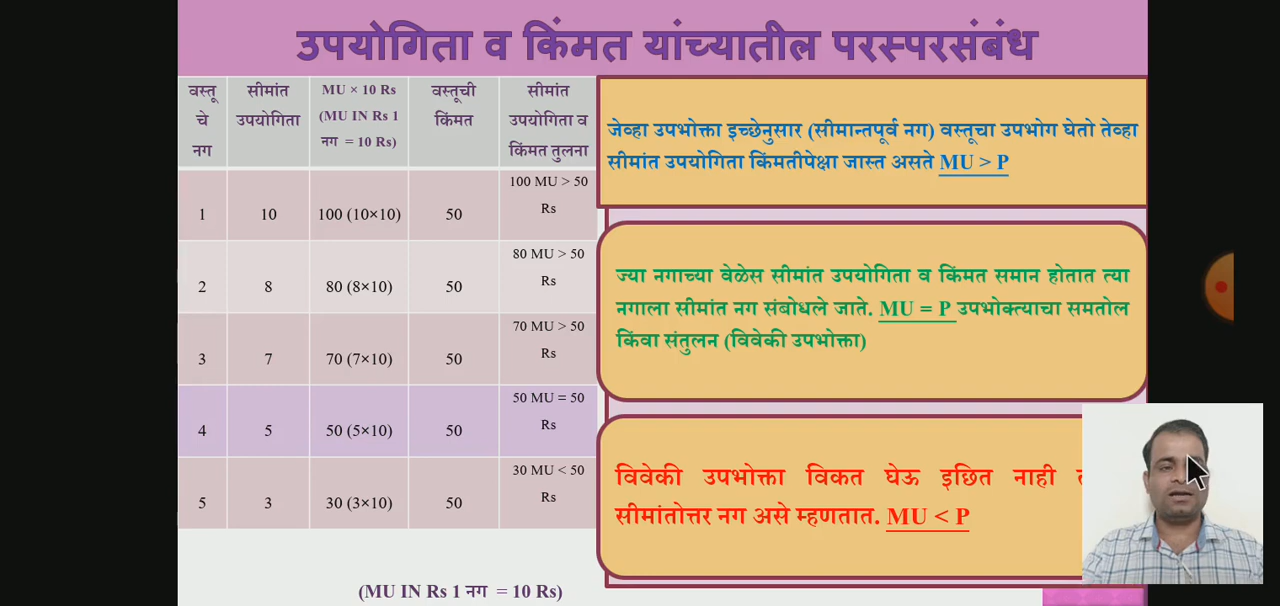 उपयोगिता व किंमत यांच्यातील परस्परसंबंध
वस्तू चे नग | सीमांत उपयोगिता | MU × 10 Rs (MU IN Rs 1 नग = 10 Rs) | वस्तूची किंमत | सीमांत उपयोगिता व किंमत तुलना
1 | 10 | 100 (10×10) | 50 | 100 MU > 50 Rs
2 | 8 | 80 (8×10) | 50 | 80 MU > 50 Rs
3 | 7 | 70 (7×10) | 50 | 70 MU > 50 Rs
4 | 5 | 50 (5×10) | 50 | 50 MU = 50 Rs
5 | 3 | 30 (3×10) | 50 | 30 MU < 50 Rs
(MU IN Rs 1 नग = 10 Rs)
जेव्हा उपभोक्ता इच्छेनुसार (सीमान्तपूर्व नग) वस्तूचा उपभोग घेतो तेव्हा
सीमांत उपयोगिता किंमतीपेक्षा जास्त असते MU > P
ज्या नगाच्या वेळेस सीमांत उपयोगिता व किंमत समान होतात त्या
नगाला सीमांत नग संबोधले जाते. MU = P उपभोक्त्याचा समतोल
किंवा संतुलन (विवेकी उपभोक्ता)
विवेकी उपभोक्ता विकत घेऊ इछित नाही
सीमांतोत्तर नग असे म्हणतात. MU < P